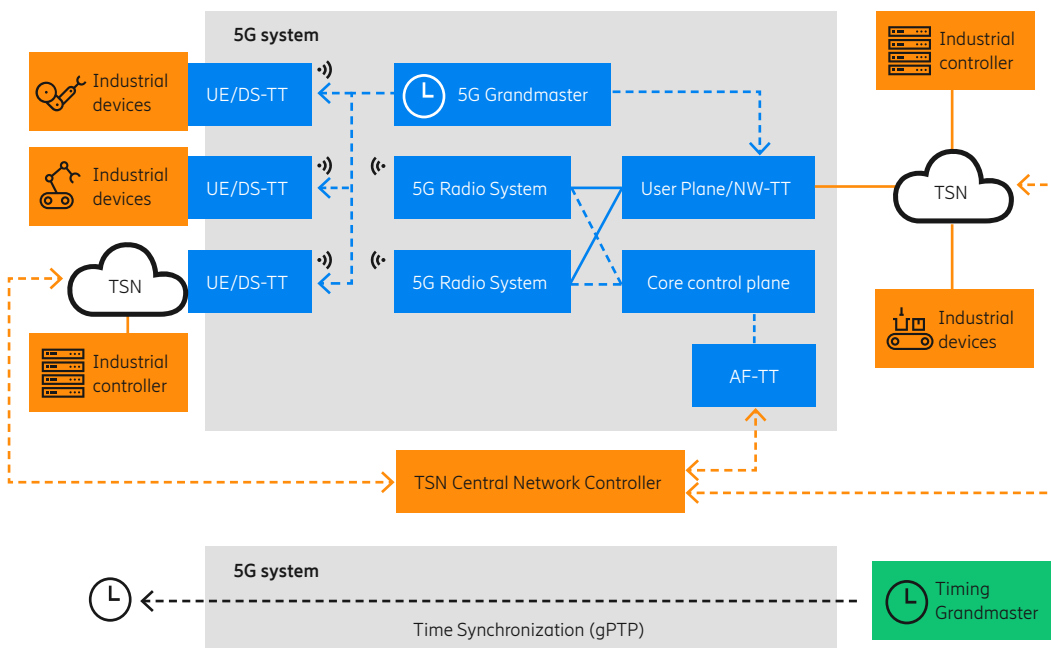 5G system
Industrial
devices
UE/DS-TT
5G Grandmaster
Industrial
controller
Industrial
devices
UE/DS-TT
5G Radio System
User Plane/NW-TT
TSN
TSN
UE/DS-TT
5G Radio System
Core control plane
Industrial
controller
Industrial
devices
AF-TT
TSN Central Network Controller
5G system
Time Synchronization (gPTP)
Timing
Grandmaster